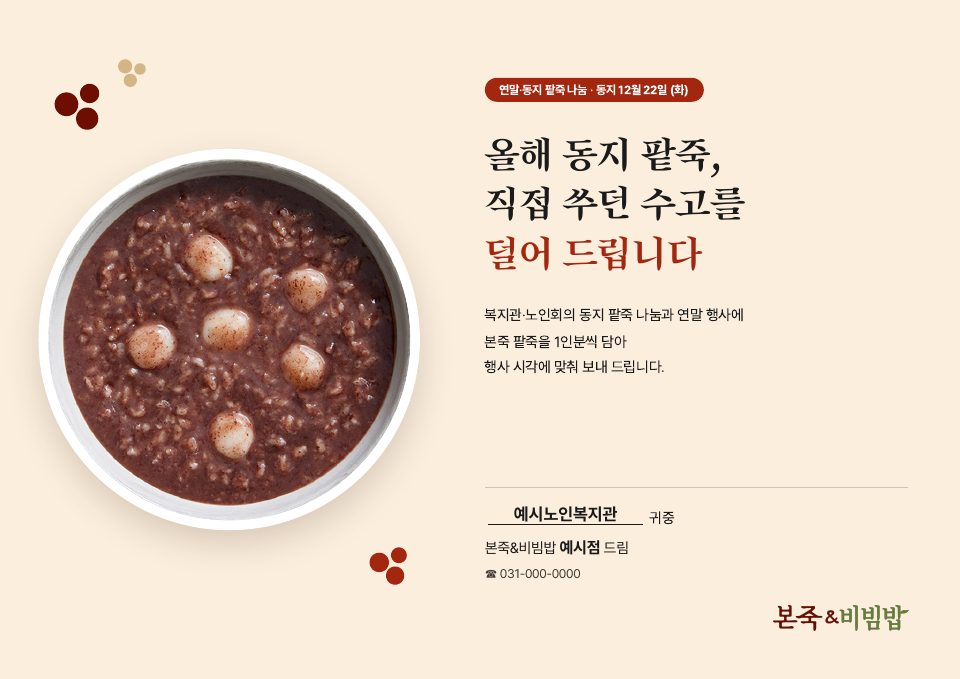 연말·동지 팥죽 나눔 · 동지 12월 22일 (화)
올해 동지 팥죽,
직접 쑤던 수고를
덜어 드립니다
복지관·노인회의 동지 팥죽 나눔과 연말 행사에
본죽 팥죽을 1인분씩 담아
행사 시각에 맞춰 보내 드립니다.
예시노인복지관 귀중
본죽&비빔밥 예시점 드림
☎ 031-000-0000
본죽&비빔밥